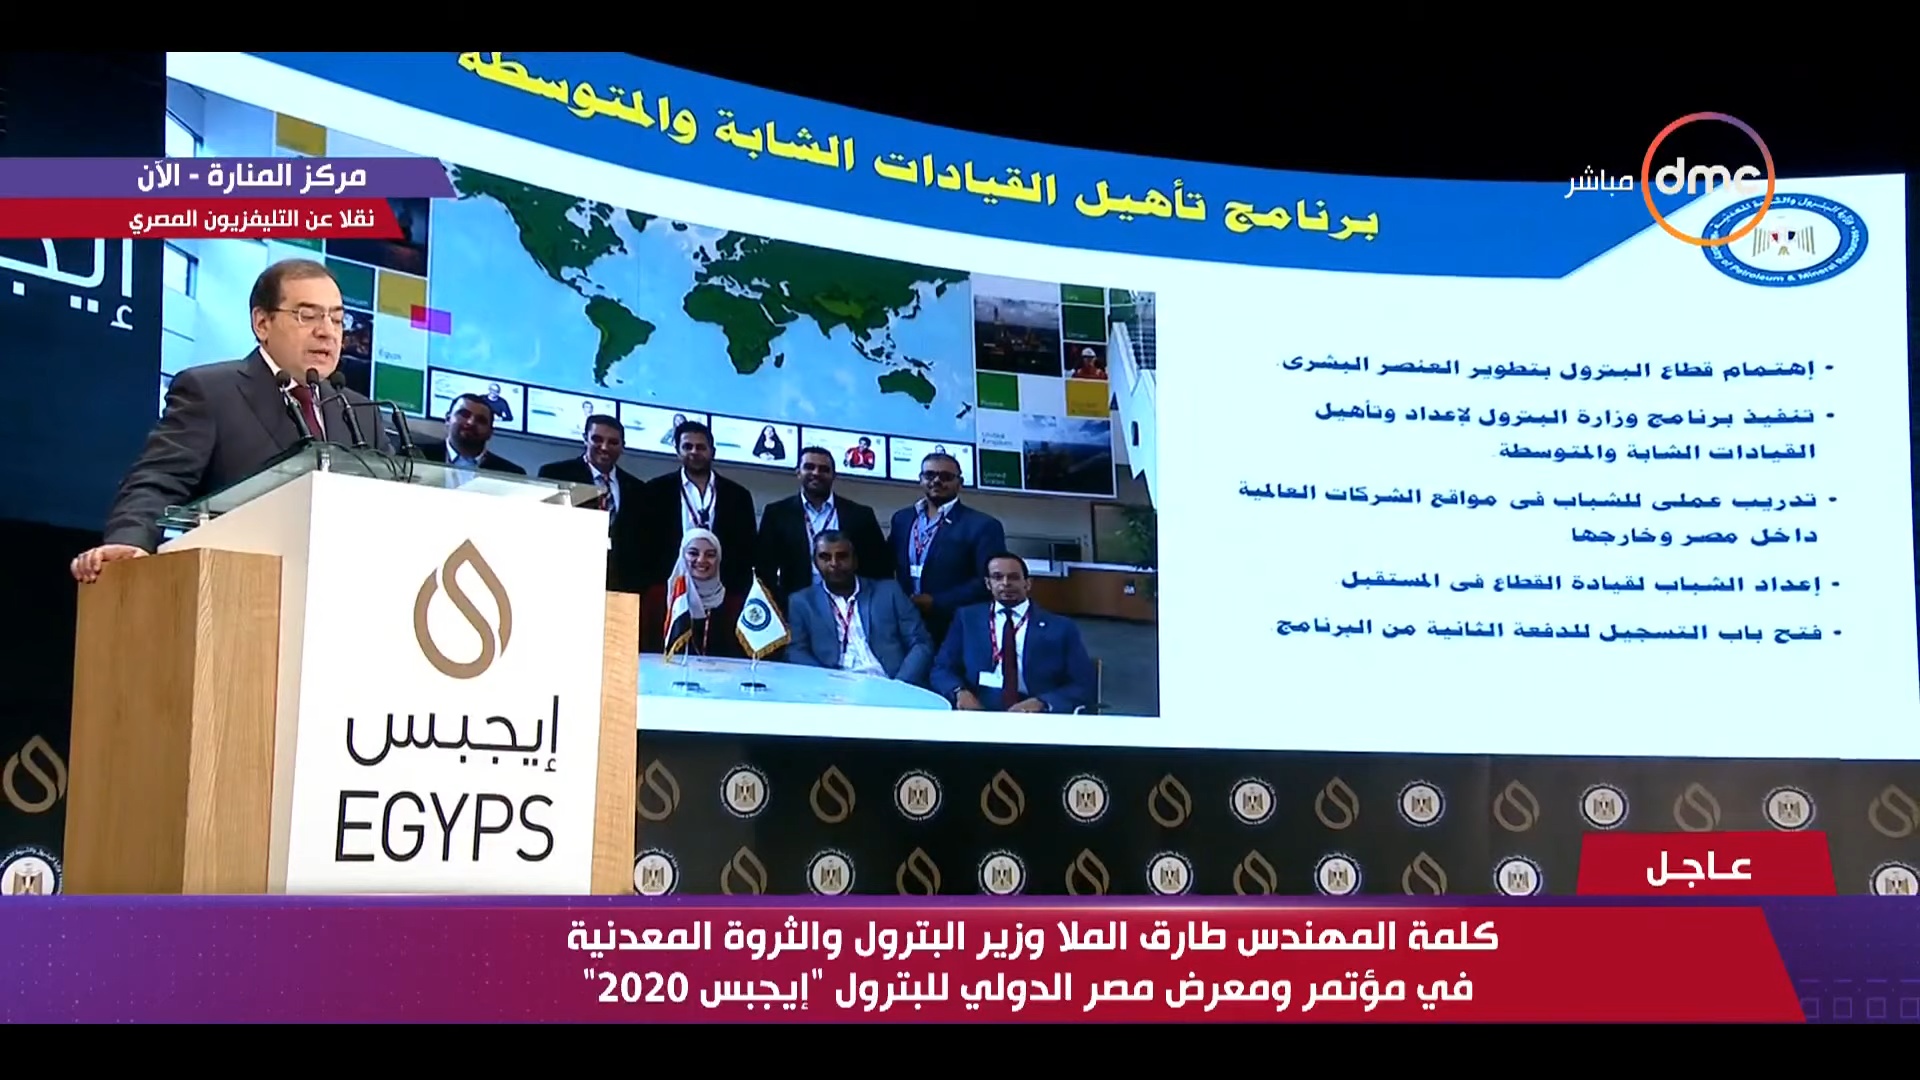 برنامج تأهيل القيادات الشابة والمتوسطة
dmc
مباشر
مركز المنارة - الآن
نقلا عن التليفزيون المصري
- إهتمام قطاع البترول بتطوير العنصر البشرى.
- تنفيذ برنامج وزارة البترول لإعداد وتأهيل
القيادات الشابة والمتوسطة.
- تدريب عملى للشباب فى مواقع الشركات العالمية
داخل مصر وخارجها
- إعداد الشباب لقيادة القطاع فى المستقبل.
- فتح باب التسجيل للدفعة الثانية من البرنامج.
إيجبس
EGYPS
عاجل
كلمة المهندس طارق الملا وزير البترول والثروة المعدنية
في مؤتمر ومعرض مصر الدولي للبترول "إيجبس 2020"